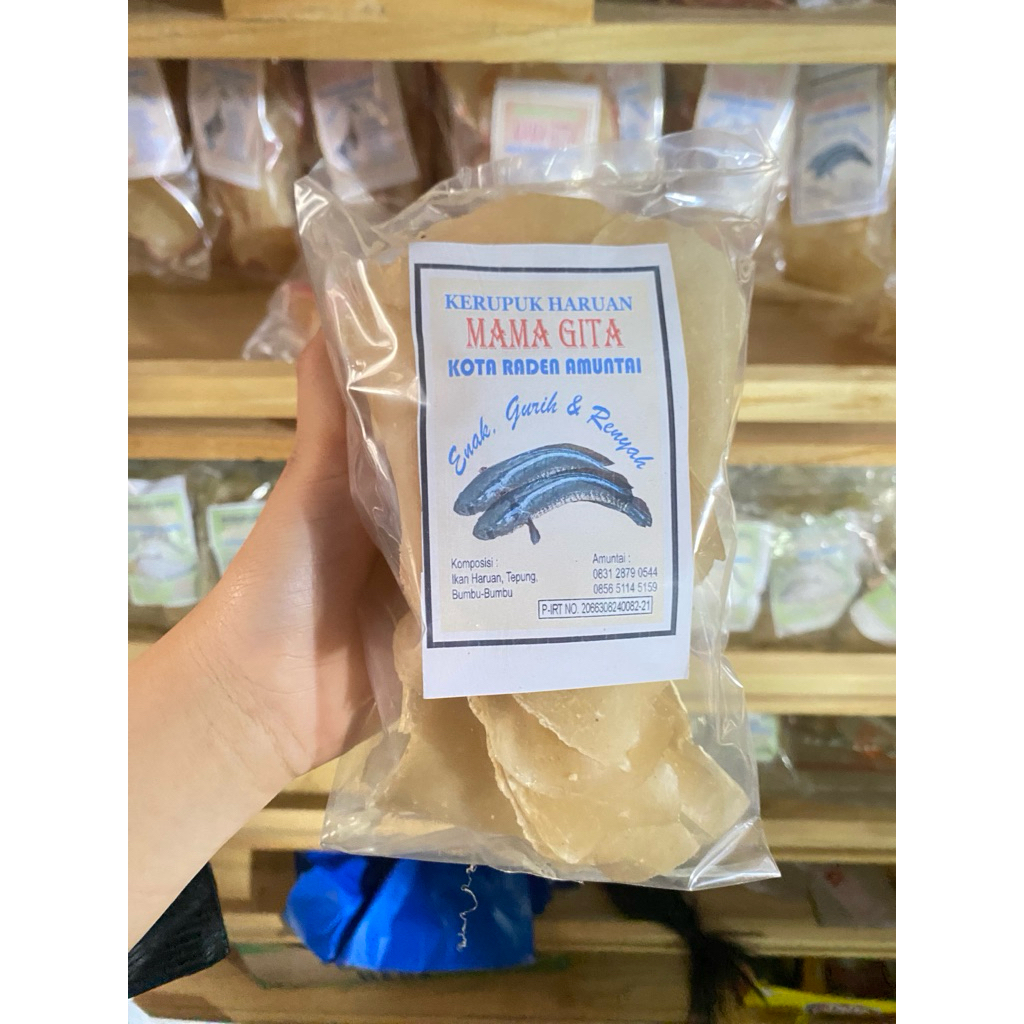 KERUPUK HARUAN
MAMA GITA
KOTA RADEN AMUNTAI
Enak, Gurih & Renyah
Komposisi :
Ikan Haruan, Tepung,
Bumbu-Bumbu
Amuntai :
0831 2879 0544
0856 5114 5159
P-IRT NO. 2066308240082-21